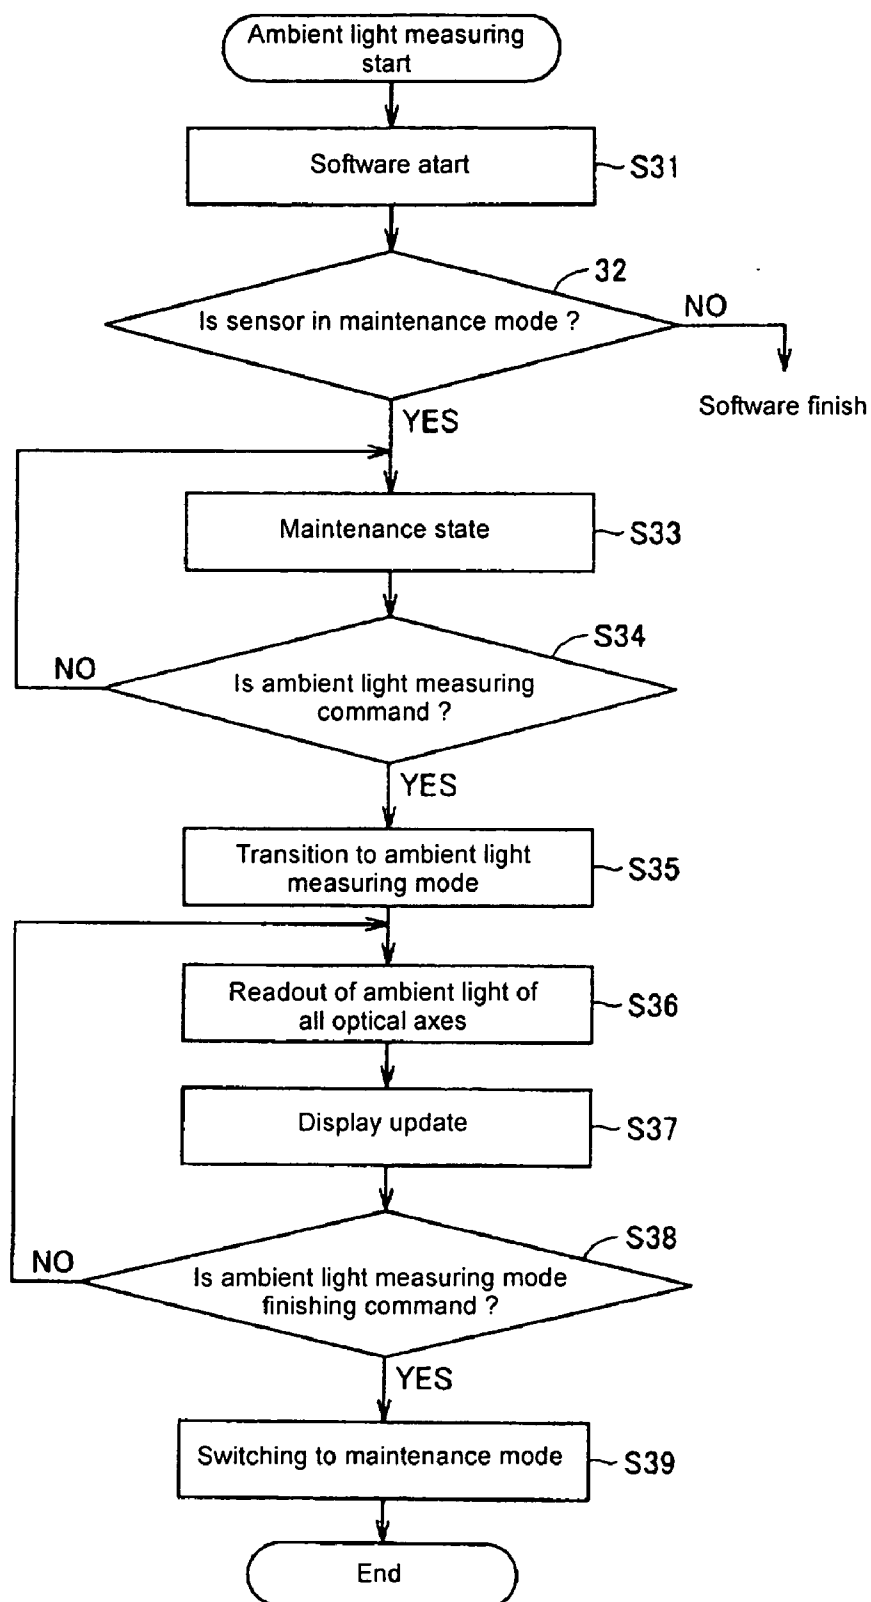 Ambient light measuring
start
Software atart
S31
32
Is sensor in maintenance mode ?
NO
Software finish
YES
Maintenance state
S33
S34
NO
Is ambient light measuring
command ?
YES
Transition to ambient light
measuring mode
S35
Readout of ambient light of
all optical axes
S36
Display update
S37
S38
NO
Is ambient light measuring mode
finishing command ?
YES
Switching to maintenance mode
S39
End